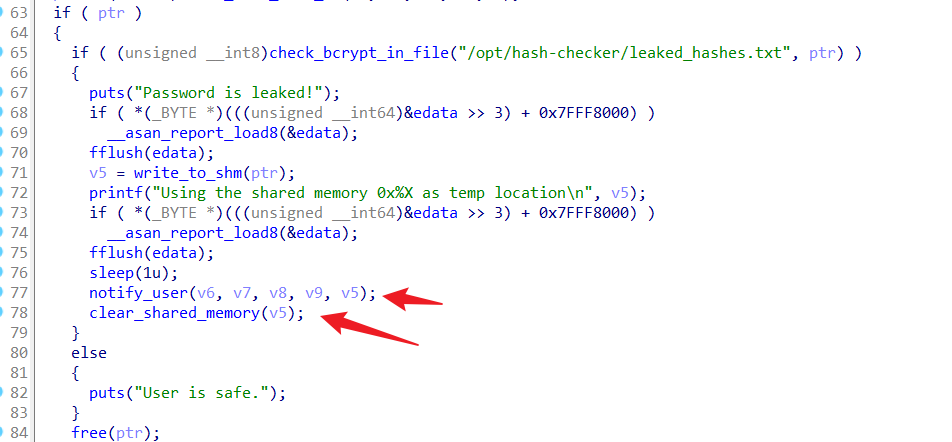 63 if ( ptr )
64 {
65 if ( (unsigned __int8)check_bcrypt_in_file("/opt/hash-checker/leaked_hashes.txt", ptr) )
66 {
67 puts("Password is leaked!");
68 if ( *(_BYTE *)(((unsigned __int64)&edata >> 3) + 0x7FFF8000) )
69 __asan_report_load8(&edata);
70 fflush(edata);
71 v5 = write_to_shm(ptr);
72 printf("Using the shared memory 0x%X as temp location\n", v5);
73 if ( *(_BYTE *)(((unsigned __int64)&edata >> 3) + 0x7FFF8000) )
74 __asan_report_load8(&edata);
75 fflush(edata);
76 sleep(1u);
77 notify_user(v6, v7, v8, v9, v5);
78 clear_shared_memory(v5);
79 }
80 else
81 {
82 puts("User is safe.");
83 }
84 free(ptr);